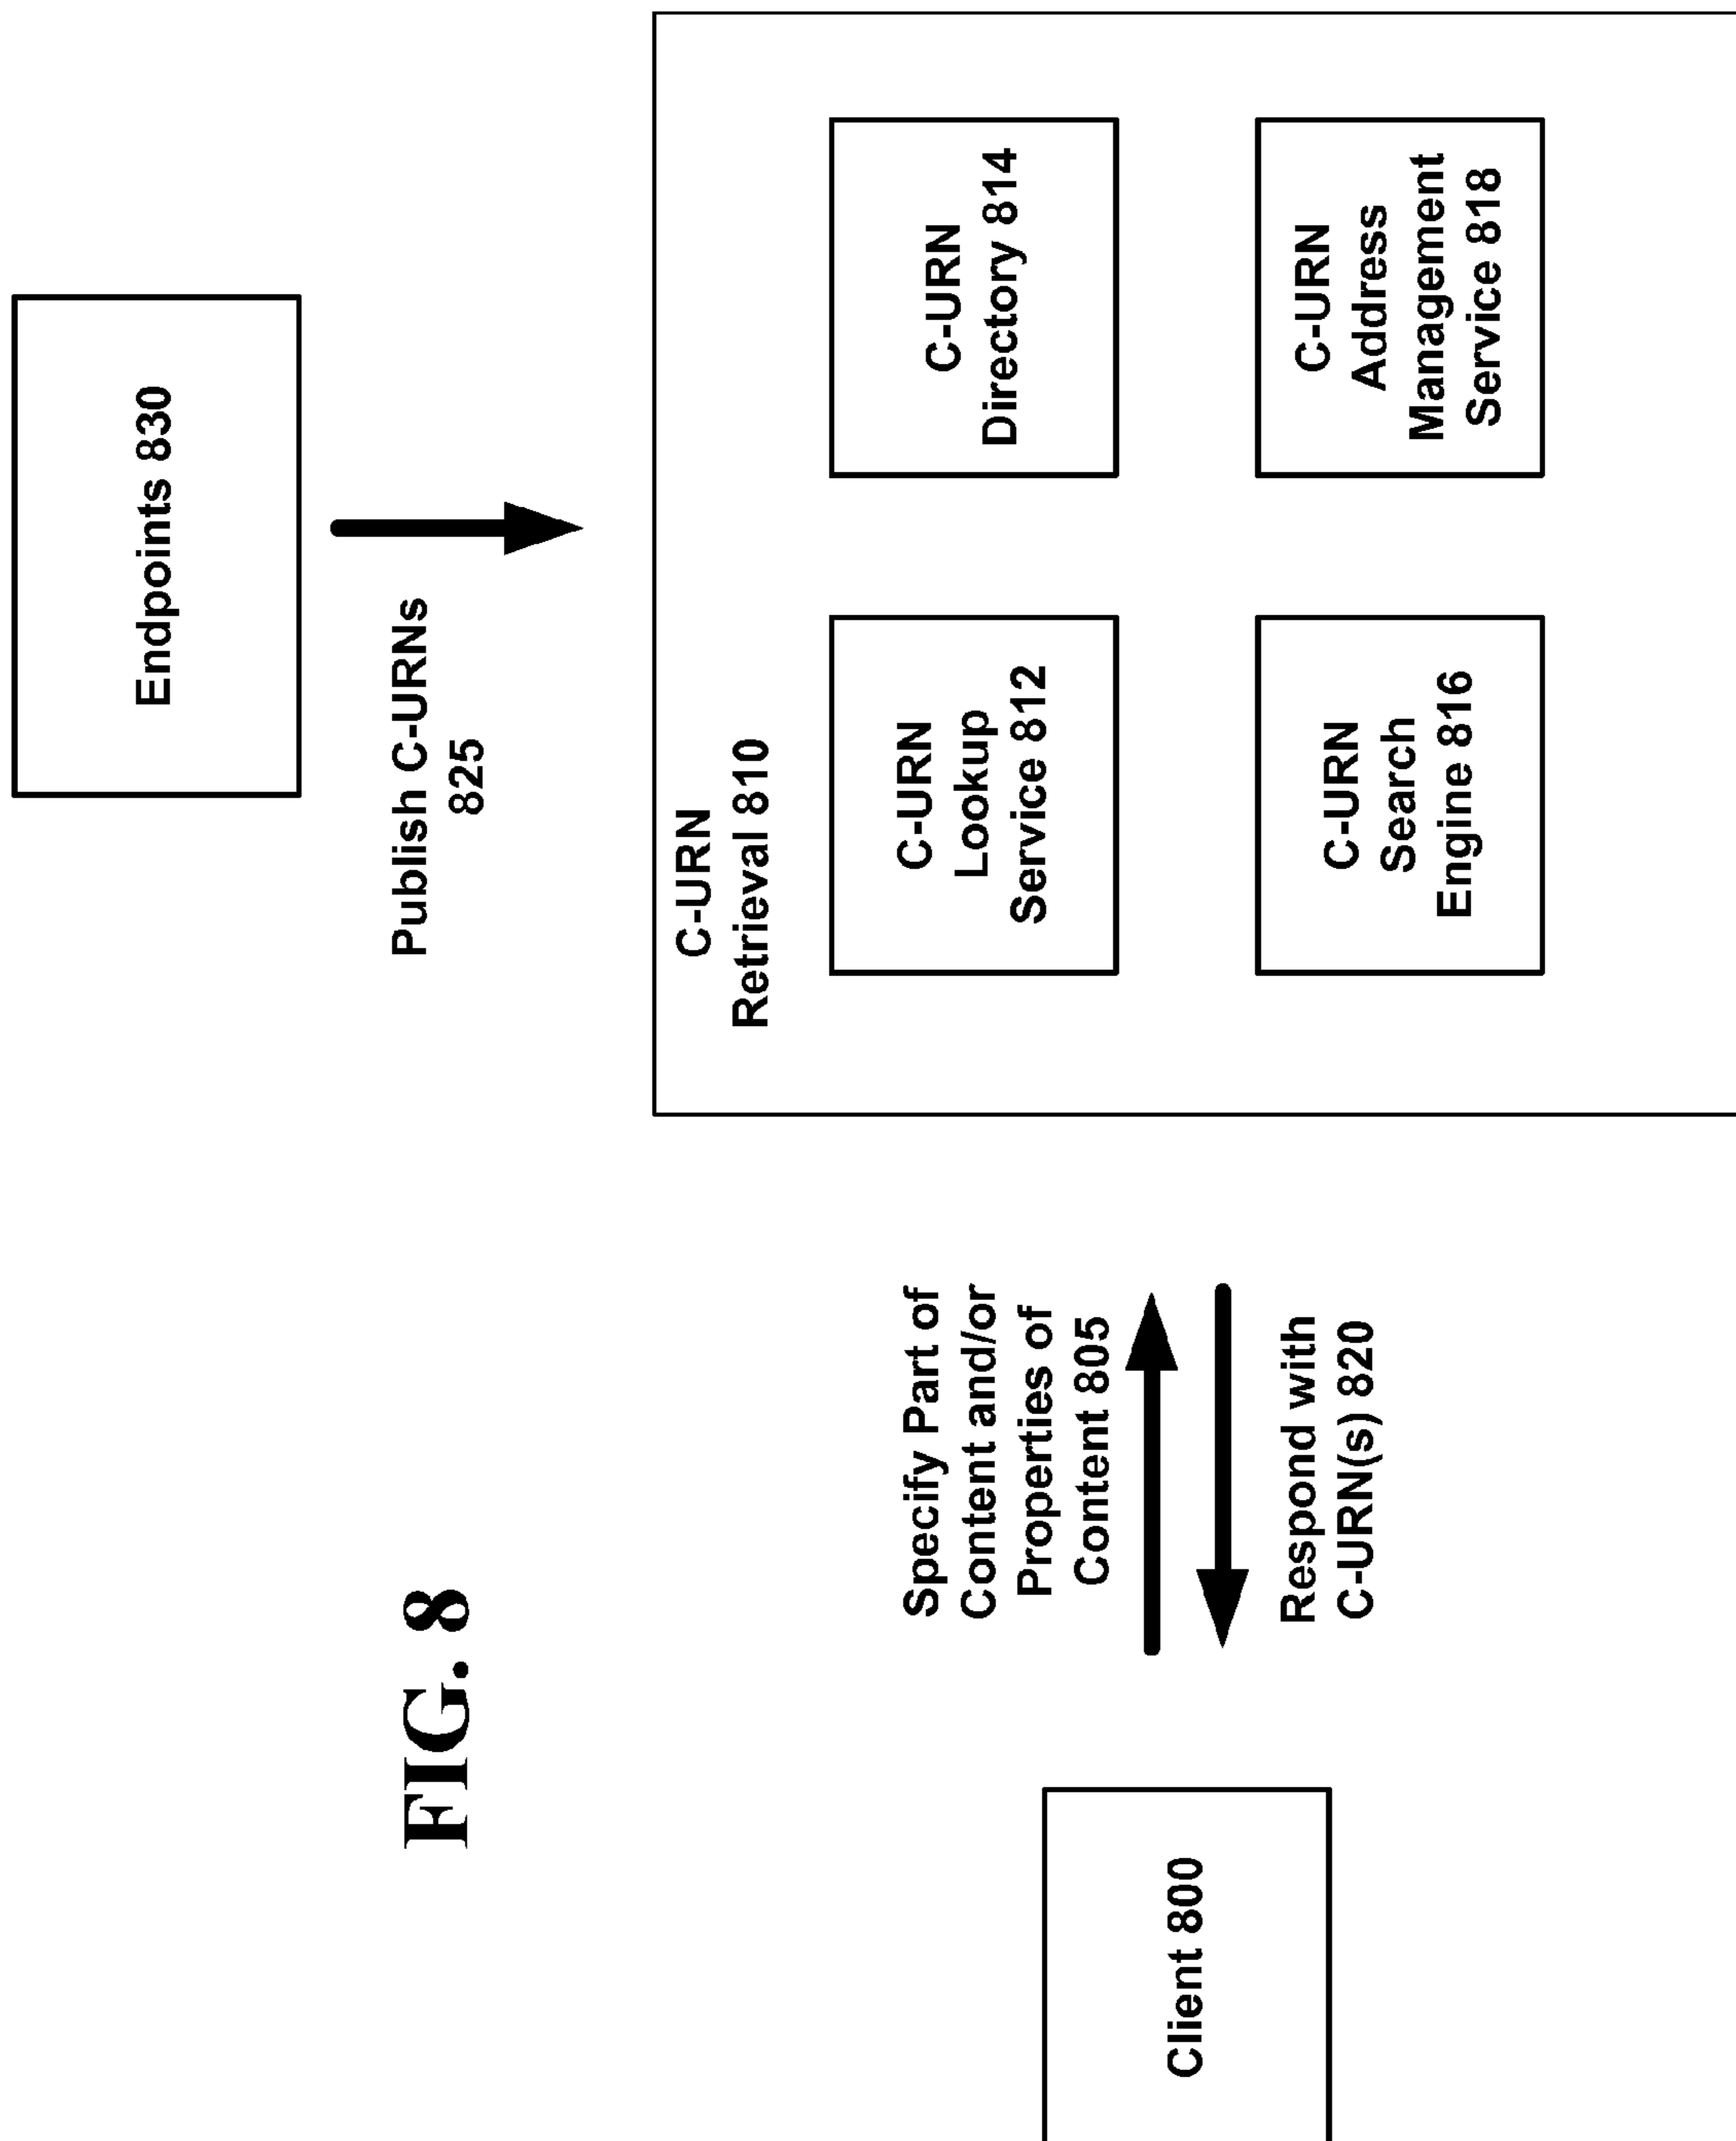 FIG. 8
Endpoints 830
Publish C-URNs
825
C-URN
Retrieval 810
C-URN
Lookup
Service 812
C-URN
Directory 814
C-URN
Search
Engine 816
C-URN
Address
Management
Service 818
Specify Part of
Content and/or
Properties of
Content 805
Respond with
C-URN(s) 820
Client 800